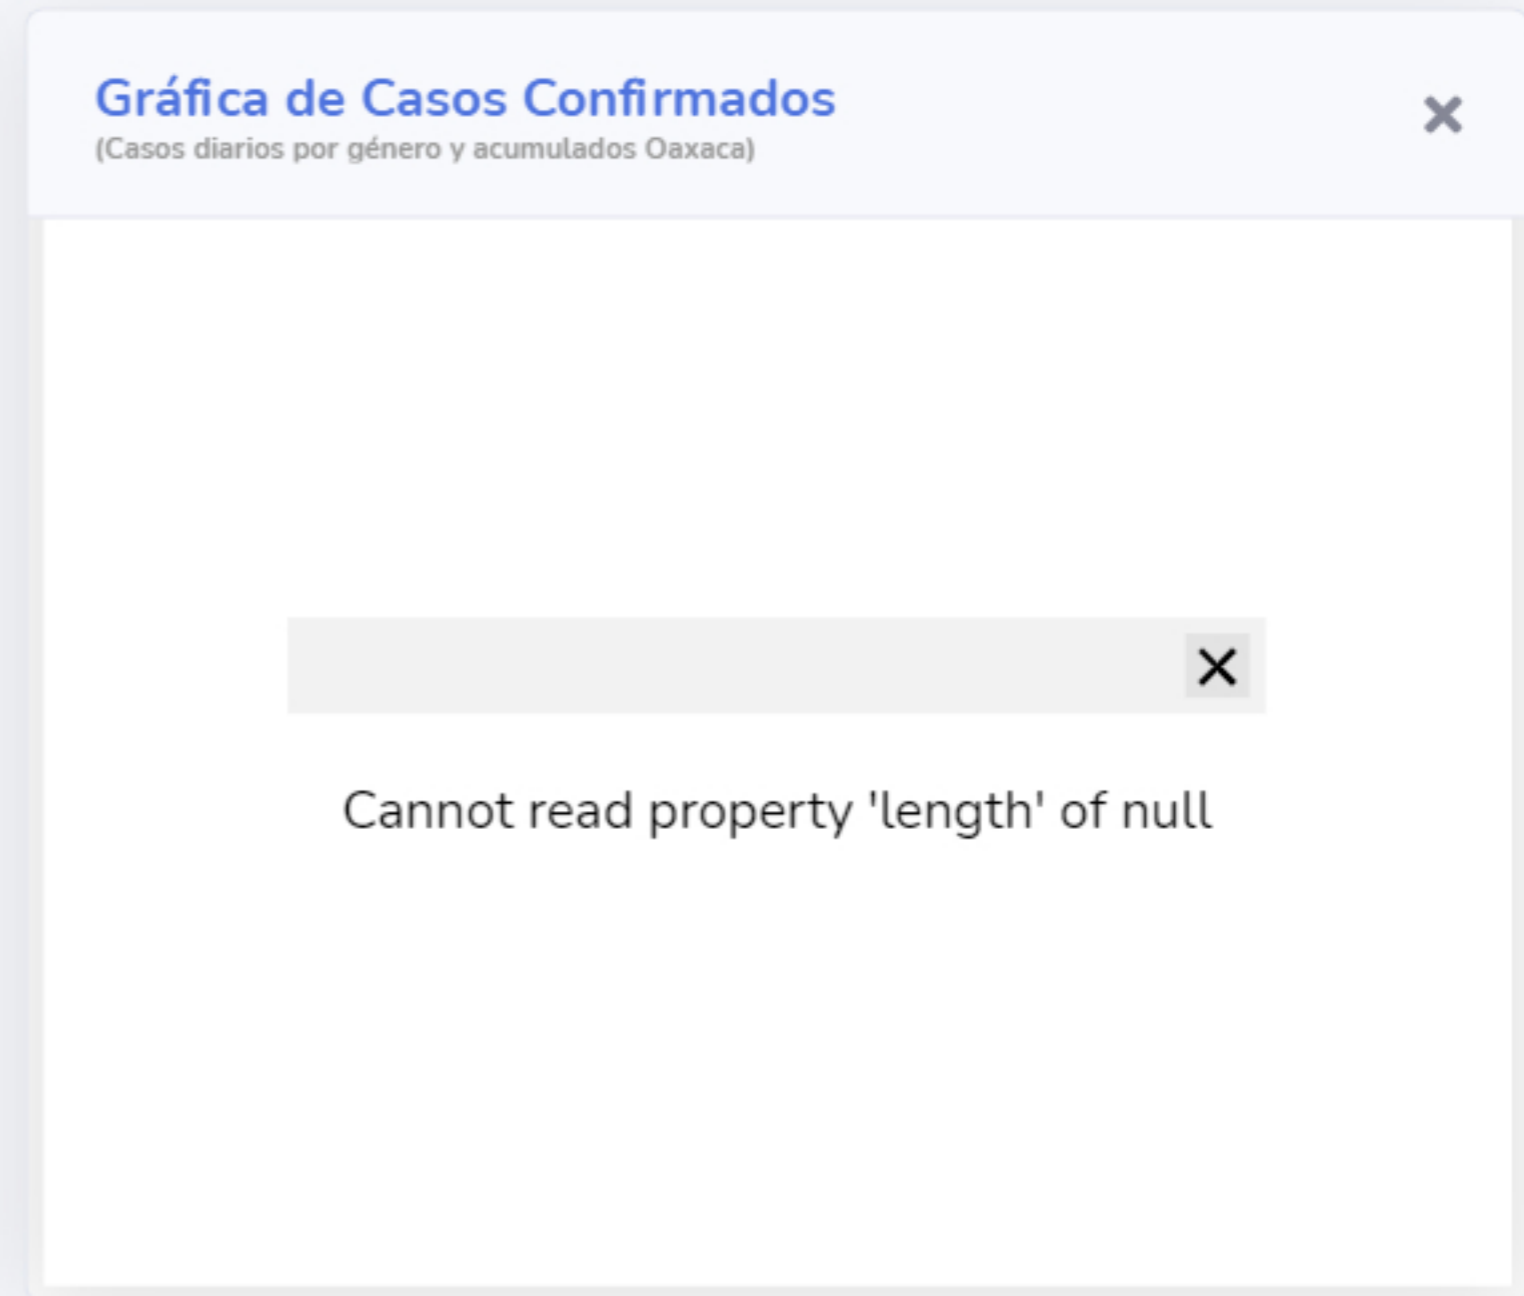 Gráfica de Casos Confirmados
(Casos diarios por género y acumulados Oaxaca)
Cannot read property 'length' of null